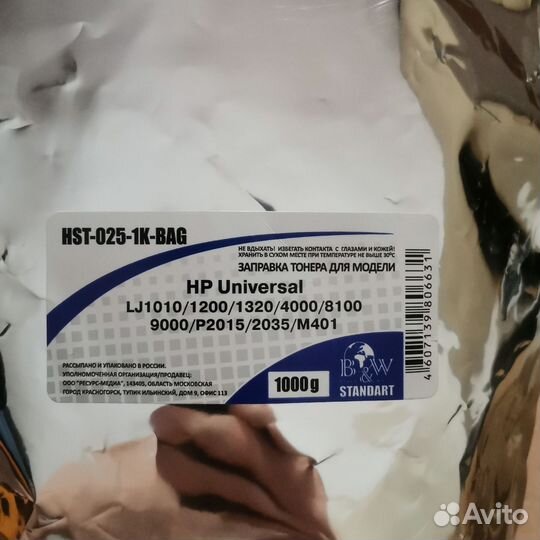 HST-025-1K-BAG
НЕ ВДЫХАТЬ! ИЗБЕГАТЬ КОНТАКТА С ГЛАЗАМИ И КОЖЕЙ!
ХРАНИТЬ В СУХОМ МЕСТЕ ПРИ ТЕМПЕРАТУРЕ НЕ ВЫШЕ 30°С
ЗАПРАВКА ТОНЕРА ДЛЯ МОДЕЛИ
HP Universal
LJ1010/1200/1320/4000/8100
9000/P2015/2035/M401
РАССЫПАНО И УПАКОВАНО В РОССИИ.
УПОЛНОМОЧЕННАЯ ОРГАНИЗАЦИЯ/ПРОДАВЕЦ:
ООО "РЕСУРС-МЕДИА", 143405, ОБЛАСТЬ МОСКОВСКАЯ
ГОРОД КРАСНОГОРСК, ТУПИК ИЛЬИНСКИЙ, ДОМ 9, ОФИС 113
1000g
B&W
STANDART
4607139806631
Avito